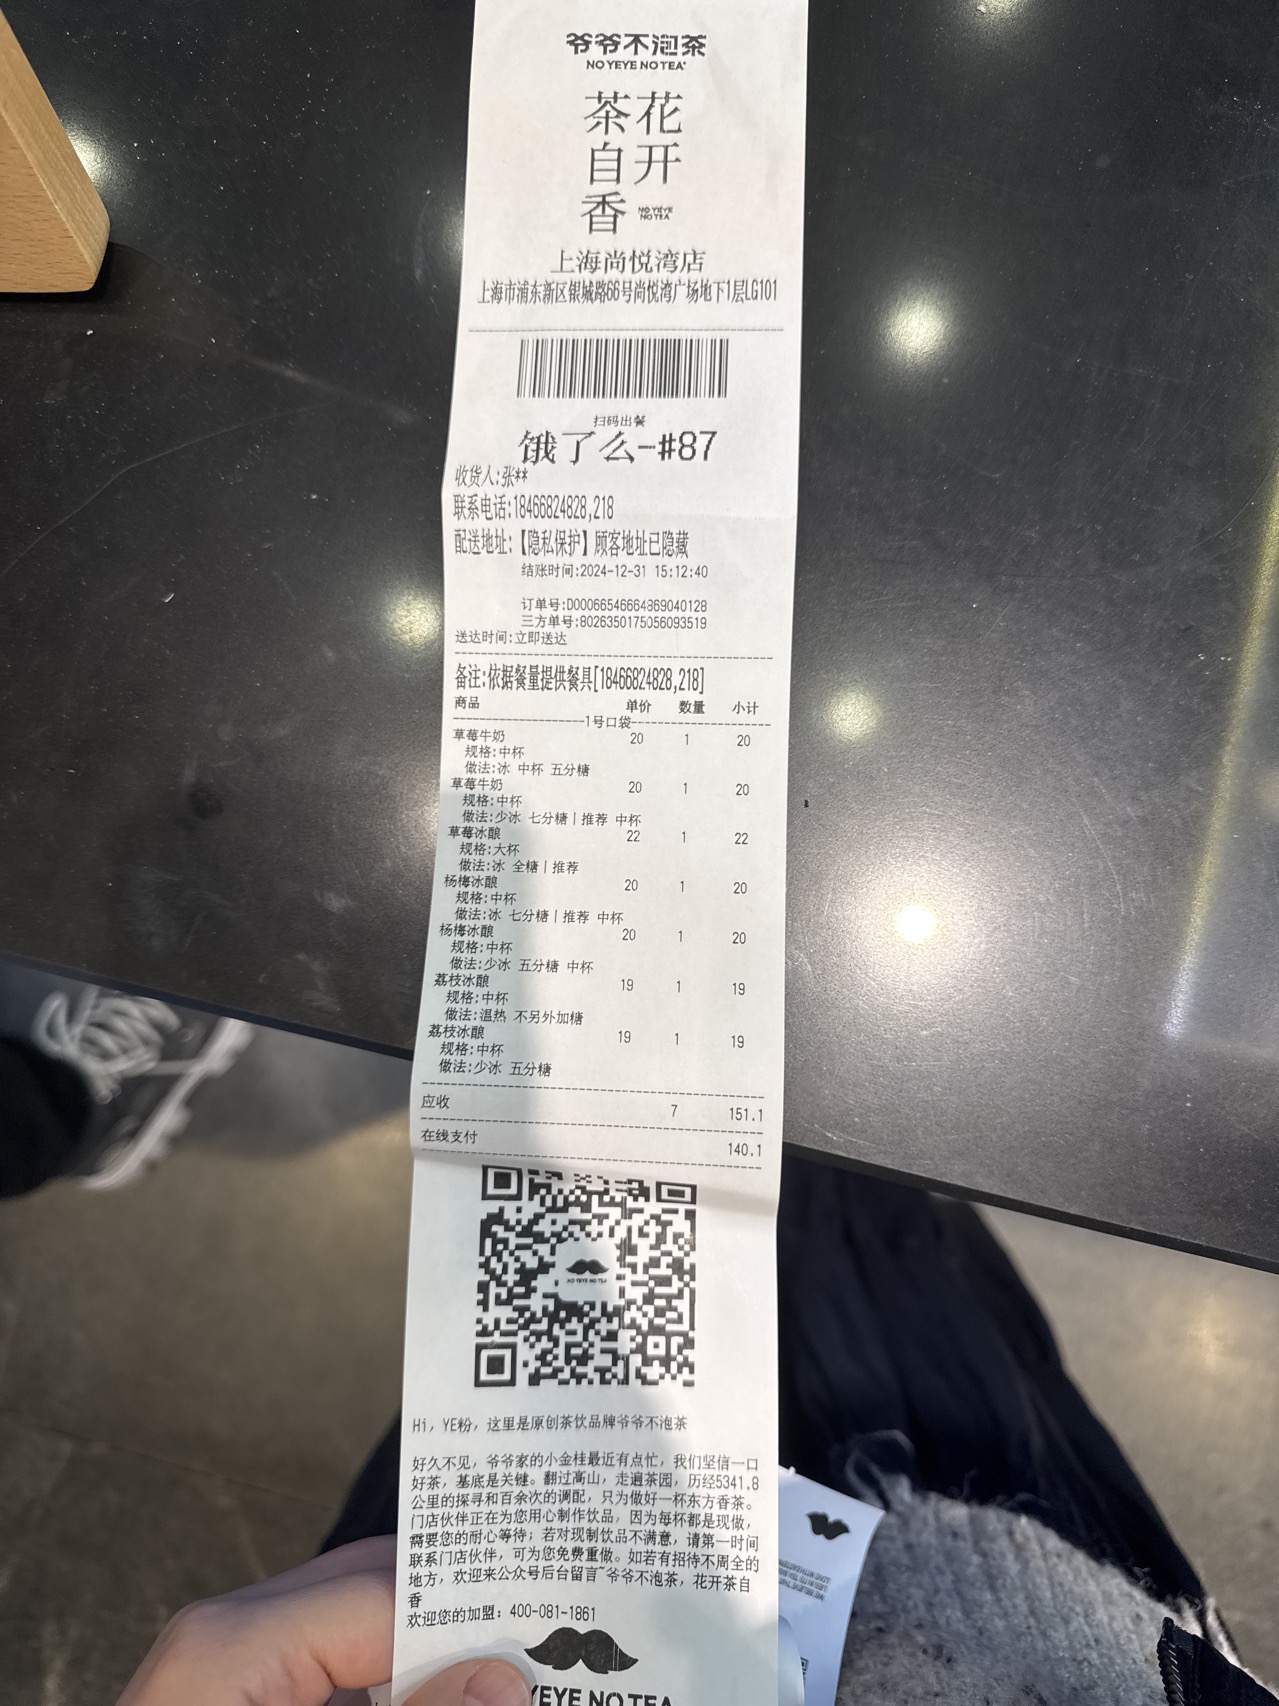 爷爷不泡茶
NO YEYE NO TEA
花开
茶自香
NO YEYE
NO TEA
上海尚悦湾店
上海市浦东新区银城路66号尚悦湾广场地下1层LG101
扫码出餐
饿了么-#87
收货人:张**
联系电话:18466824828,218
配送地址:【隐私保护】顾客地址已隐藏
结账时间:2024-12-31 15:12:40
订单号:D00066546664869040128
三方单号:8026350175056093519
送达时间:立即送达
备注:依据餐量提供餐具[18466824828,218]
商品 单价 数量 小计
1号口袋
草莓牛奶 20 1 20
规格:中杯
做法:冰 中杯 五分糖
草莓牛奶 20 1 20
规格:中杯
做法:少冰 七分糖|推荐 中杯
草莓冰酿 22 1 22
规格:大杯
做法:冰 全糖|推荐
杨梅冰酿 20 1 20
规格:中杯
做法:冰 七分糖|推荐 中杯
杨梅冰酿 20 1 20
规格:中杯
做法:少冰 五分糖 中杯
荔枝冰酿 19 1 19
规格:中杯
做法:温热 不另外加糖
荔枝冰酿 19 1 19
规格:中杯
做法:少冰 五分糖
应收 7 151.1
在线支付 140.1
NO YEYE NO TEA
Hi, YE粉, 这里是原创茶饮品牌爷爷不泡茶
好久不见, 爷爷家的小金桂最近有点忙, 我们坚信一口
好茶, 基底是关键。翻过高山, 走遍茶园, 历经5341.8
公里的探寻和百余次的调配, 只为做好一杯东方香茶。
门店伙伴正在为您用心制作饮品, 因为每杯都是现做,
需要您的耐心等待; 若对现制饮品不满意, 请第一时间
联系门店伙伴, 可为您免费重做。如若有招待不周全的
地方, 欢迎来公众号后台留言~爷爷不泡茶, 花开茶自
香
欢迎您的加盟: 400-081-1861
YEYE NO TEA